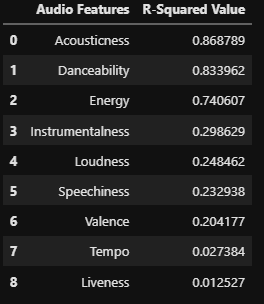 Audio Features R-Squared Value
0 Acousticness 0.868789
1 Danceability 0.833962
2 Energy 0.740607
3 Instrumentalness 0.298629
4 Loudness 0.248462
5 Speechiness 0.232938
6 Valence 0.204177
7 Tempo 0.027384
8 Liveness 0.012527